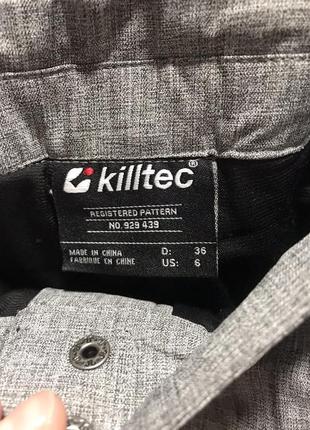 killtec®
REGISTERED PATTERN
NO. 929 439
MADE IN CHINA D: 36
FABRIQUE EN CHINE US: 6